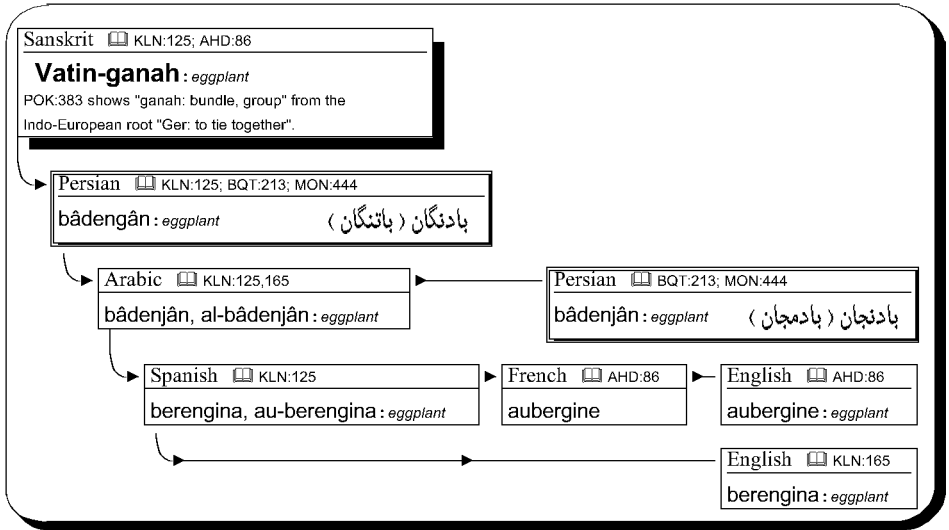 Sanskrit KLN:125; AHD:86
Vatin-ganah : eggplant
POK:383 shows "ganah: bundle, group" from the
Indo-European root "Ger: to tie together".
Persian KLN:125; BQT:213; MON:444
bâdengân : eggplant بادنگان ( باتنگان )
Arabic KLN:125,165
bâdenjân, al-bâdenjân : eggplant
Persian BQT:213; MON:444
bâdenjân : eggplant بادنجان ( بادمجان )
Spanish KLN:125
berengina, au-berengina : eggplant
French AHD:86
aubergine
English AHD:86
aubergine : eggplant
English KLN:165
berengina : eggplant